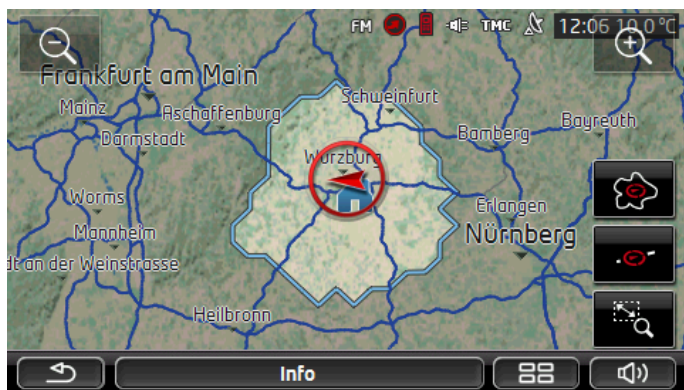 FM TMC 12:06 10.0 °C
Frankfurt am Main
Schweinfurt
Mainz
Aschaffenburg
Bayreuth
Bamberg
Darmstadt
Würzburg
Worms
Erlangen
Mannheim
Nürnberg
dt an der Weinstrasse
Heilbronn
Info